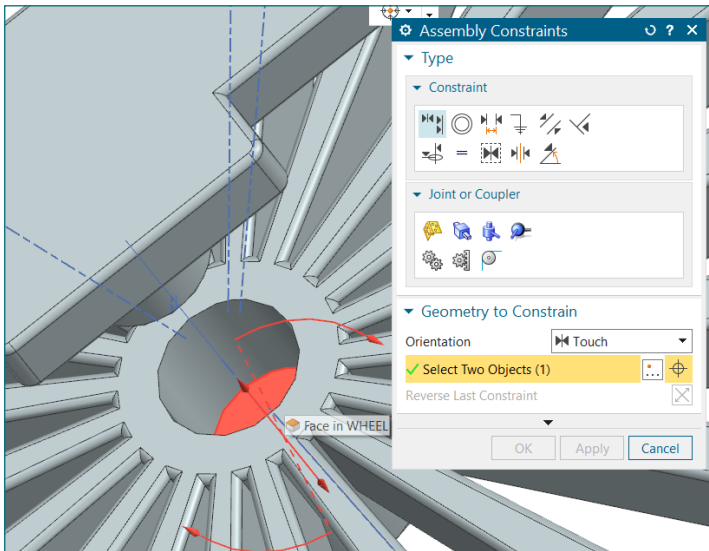 Assembly Constraints
Type
Constraint
Joint or Coupler
Geometry to Constrain
Orientation
Touch
Select Two Objects (1)
Reverse Last Constraint
OK
Apply
Cancel
Face in WHEEL